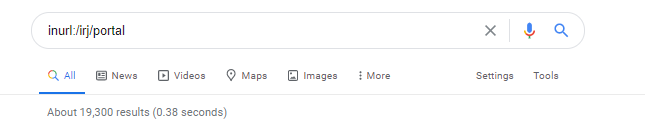 inurl:/irj/portal
All News Videos Maps Images More Settings Tools
About 19,300 results (0.38 seconds)